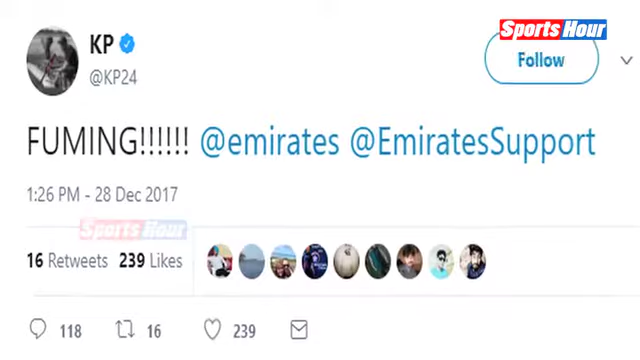 Sports Hour
KP
@KP24
Follow
FUMING!!!!!! @emirates @EmiratesSupport
1:26 PM - 28 Dec 2017
Sports Hour
16 Retweets 239 Likes
118 16 239